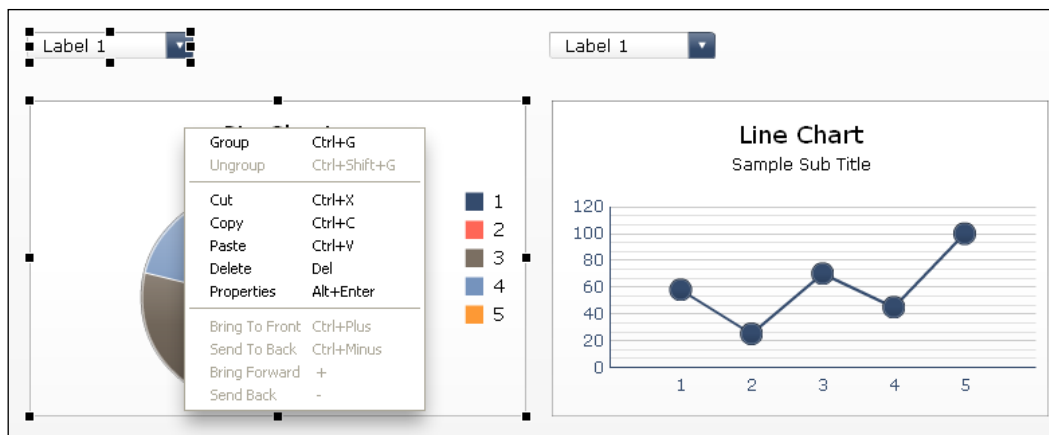 Label 1
Label 1
Group Ctrl+G
Ungroup Ctrl+Shift+G
Cut Ctrl+X
Copy Ctrl+C
Paste Ctrl+V
Delete Del
Properties Alt+Enter
Bring To Front Ctrl+Plus
Send To Back Ctrl+Minus
Bring Forward +
Send Back -
1
2
3
4
5
Line Chart
Sample Sub Title
120
100
80
60
40
20
0
1 2 3 4 5